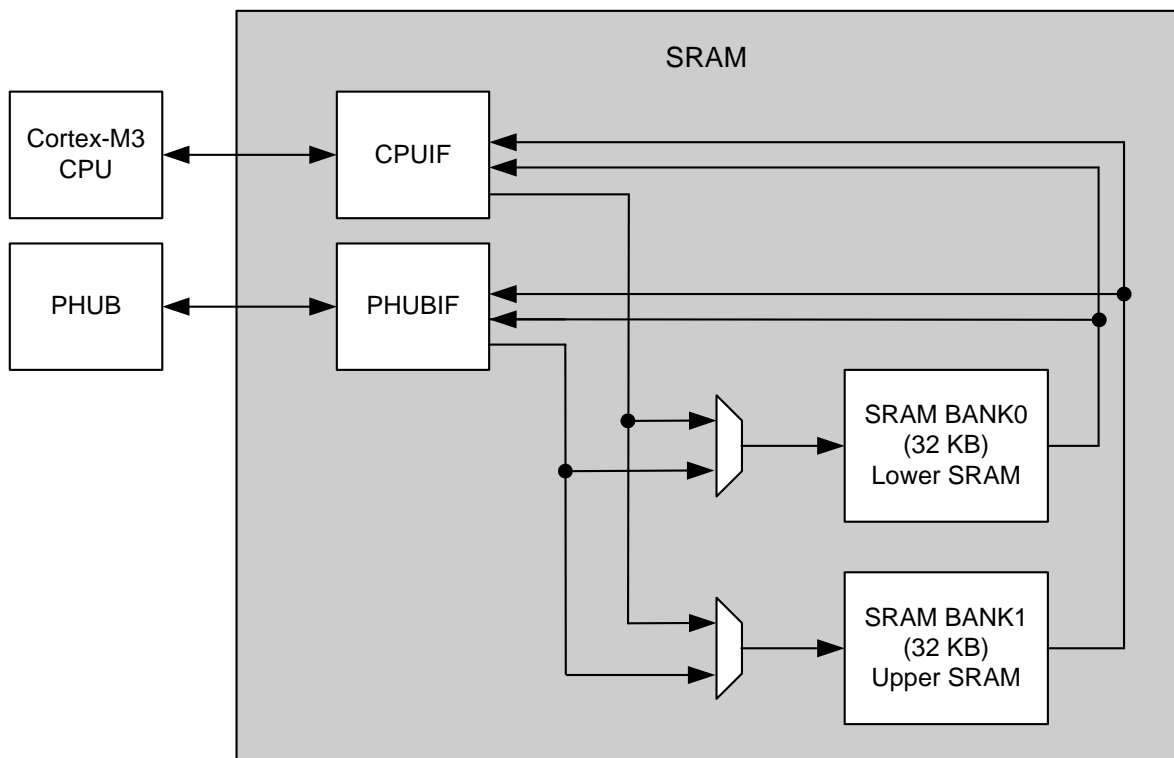 SRAM
Cortex-M3
CPU
CPUIF
PHUB
PHUBIF
SRAM BANK0
(32 KB)
Lower SRAM
SRAM BANK1
(32 KB)
Upper SRAM